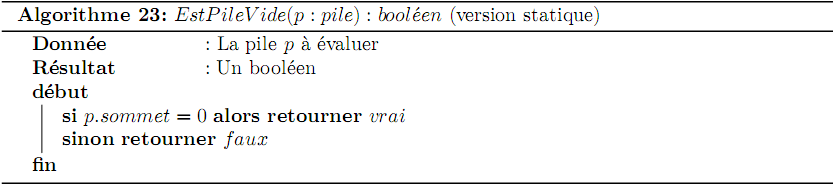 Algorithme 23: EstPileVide(p : pile) : booléen (version statique)
Donnée : La pile p à évaluer
Résultat : Un booléen
début
si p.sommet = 0 alors retourner vrai
sinon retourner faux
fin